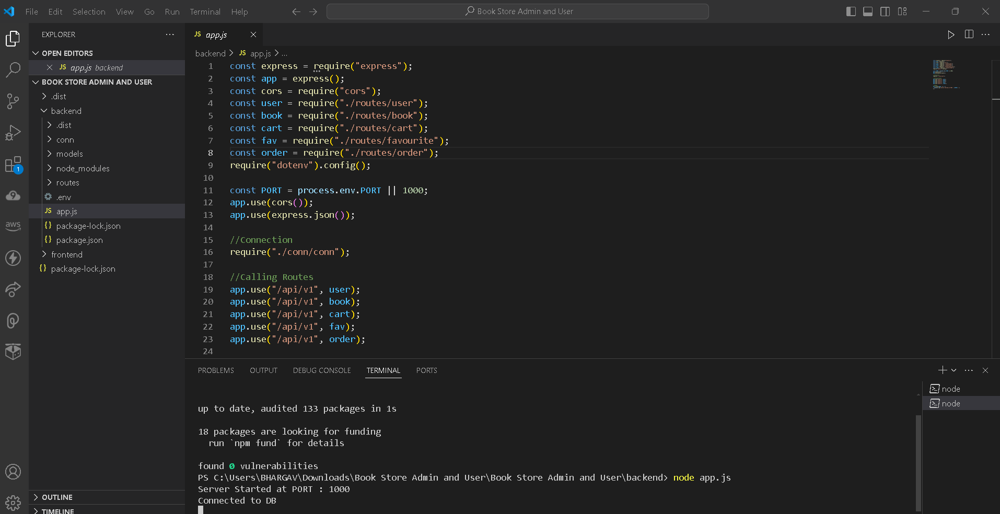 File Edit Selection View Go Run Terminal Help
Book Store Admin and User
EXPLORER
OPEN EDITORS
JS app.js backend
BOOK STORE ADMIN AND USER
.dist
backend
.dist
conn
models
node_modules
routes
.env
JS app.js
{} package-lock.json
{} package.json
frontend
{} package-lock.json
OUTLINE
TIMELINE
1
aws
JS app.js
backend > JS app.js > ...
1 const express = require("express");
2 const app = express();
3 const cors = require("cors");
4 const user = require("./routes/user");
5 const book = require("./routes/book");
6 const cart = require("./routes/cart");
7 const fav = require("./routes/favourite");
8 const order = require("./routes/order");
9 require("dotenv").config();
10
11 const PORT = process.env.PORT || 1000;
12 app.use(cors());
13 app.use(express.json());
14
15 //Connection
16 require("./conn/conn");
17
18 //Calling Routes
19 app.use("/api/v1", user);
20 app.use("/api/v1", book);
21 app.use("/api/v1", cart);
22 app.use("/api/v1", fav);
23 app.use("/api/v1", order);
24
PROBLEMS OUTPUT DEBUG CONSOLE TERMINAL PORTS
up to date, audited 133 packages in 1s
18 packages are looking for funding
run `npm fund` for details
found 0 vulnerabilities
PS C:\Users\BHARGAV\Downloads\Book Store Admin and User\Book Store Admin and User\backend> node app.js
Server Started at PORT : 1000
Connected to DB
node
node